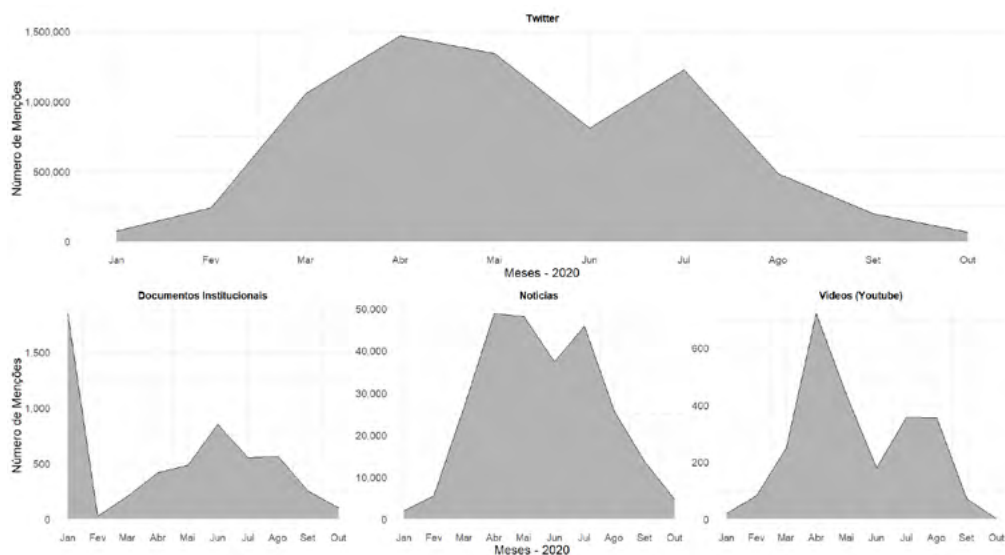 Twitter
Número de Menções
1,500,000
1,000,000
500,000
0
Jan Fev Mar Abr Mai Jun Jul Ago Set Out
Meses - 2020
Documentos Institucionais
Número de Menções
1.500
1.000
500
0
Jan Fev Mar Abr Mai Jun Jul Ago Set Out
Noticias
50,000
40,000
30,000
20,000
10,000
0
Jan Fev Mar Abr Mai Jun Jul Ago Set Out
Meses - 2020
Videos (Youtube)
600
400
200
0
Jan Fev Mar Abr Mai Jun Jul Ago Set Out